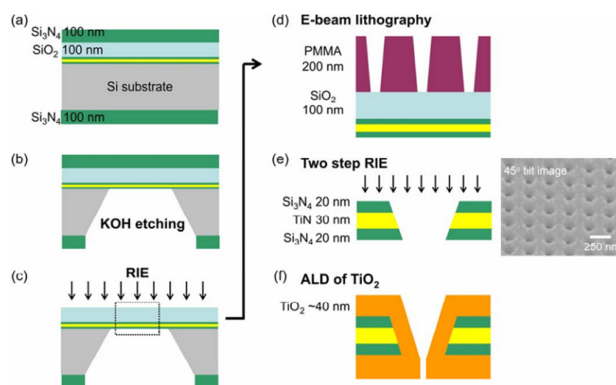 (a)
Si₃N₄ 100 nm
SiO₂ 100 nm
Si substrate
Si₃N₄ 100 nm
(b)
KOH etching
(c)
RIE
(d) E-beam lithography
PMMA
200 nm
SiO₂
100 nm
(e) Two step RIE
Si₃N₄ 20 nm
TiN 30 nm
Si₃N₄ 20 nm
45° tilt image
250 nm
(f) ALD of TiO₂
TiO₂ ~40 nm